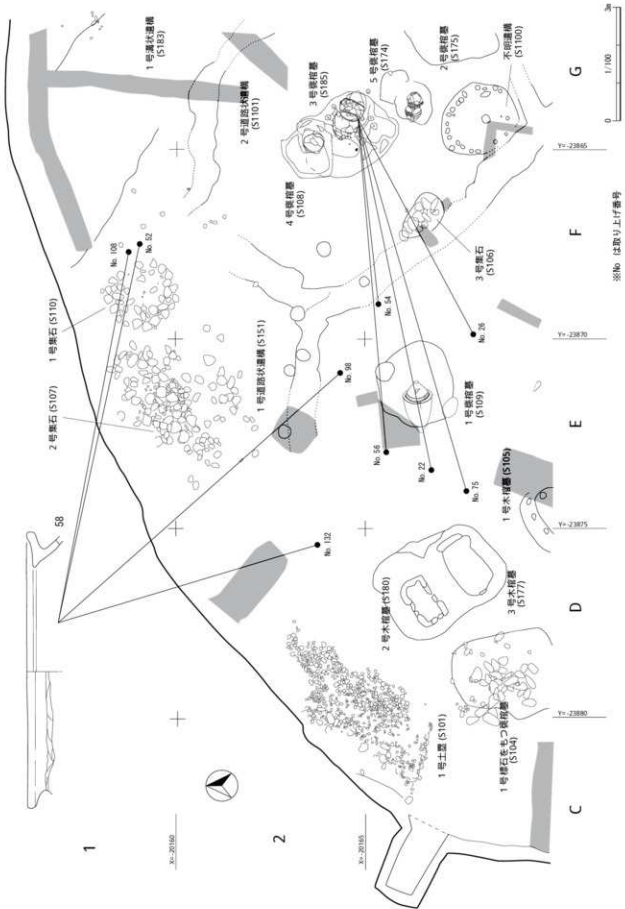 1 号溝状遺構
(S183)
2 号道路状遺構
(S1101)
3 号甕棺墓
(S185)
5 号甕棺墓
(S174)
2 号甕棺墓
(S175)
不明遺構
(S1100)
4 号甕棺墓
(S108)
3 号集石
(S106)
1 号集石 (S110)
2 号集石 (S107)
1 号道路状遺構 (S151)
1 号甕棺墓
(S109)
1 号木棺墓 (S105)
2 号木棺墓 (S180)
3 号木棺墓
(S177)
1 号土塁 (S101)
1 号標石をもつ甕棺墓
(S104)
58
No. 108
No. 52
No. 54
No. 26
No. 98
No. 56
No. 22
No. 75
No. 132
1
2
C
D
E
F
G
X= -20160
X= -20165
Y= -23865
Y= -23870
Y= -23875
Y= -23880
0
1/100
3m
※No は取り上げ番号